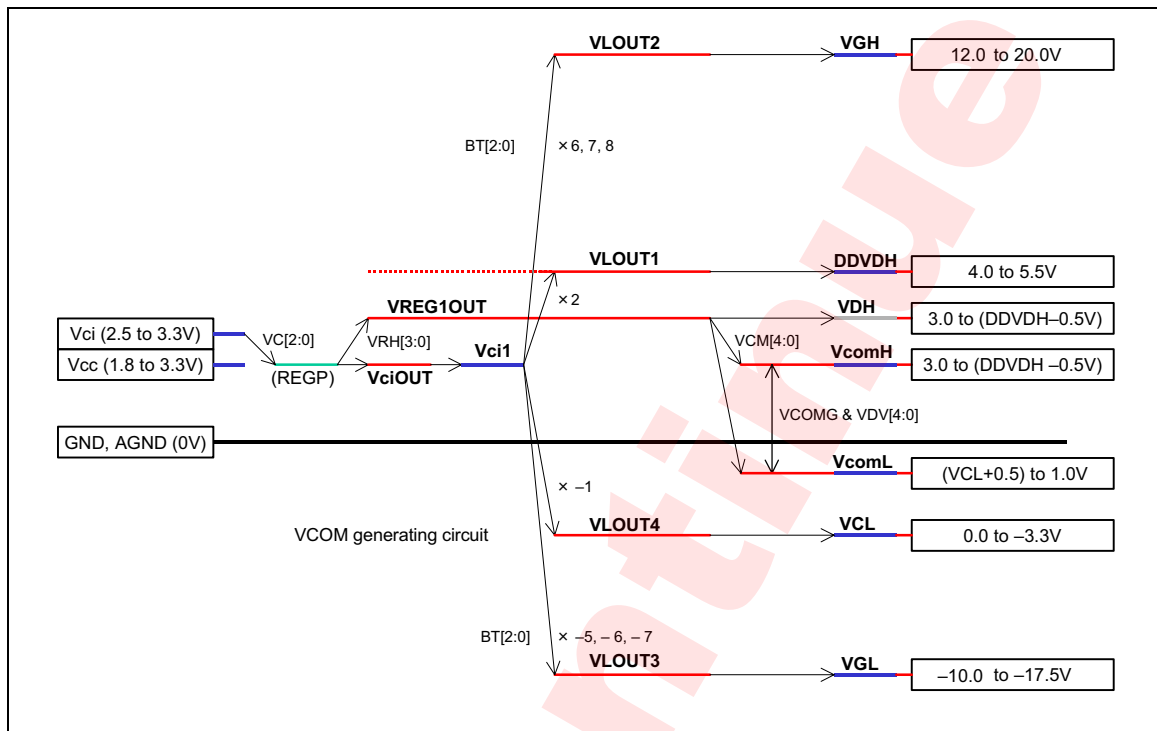 VLOUT2
VGH
12.0 to 20.0V
BT[2:0]
× 6, 7, 8
VLOUT1
DDVDH
4.0 to 5.5V
× 2
VREG1OUT
VDH
3.0 to (DDVDH–0.5V)
Vci (2.5 to 3.3V)
VC[2:0]
VRH[3:0]
VCM[4:0]
Vcc (1.8 to 3.3V)
(REGP)
VciOUT
Vci1
VcomH
3.0 to (DDVDH –0.5V)
VCOMG & VDV[4:0]
GND, AGND (0V)
VcomL
(VCL+0.5) to 1.0V
× –1
VCOM generating circuit
VLOUT4
VCL
0.0 to –3.3V
BT[2:0]
× –5, – 6, – 7
VLOUT3
VGL
–10.0 to –17.5V
ntinue